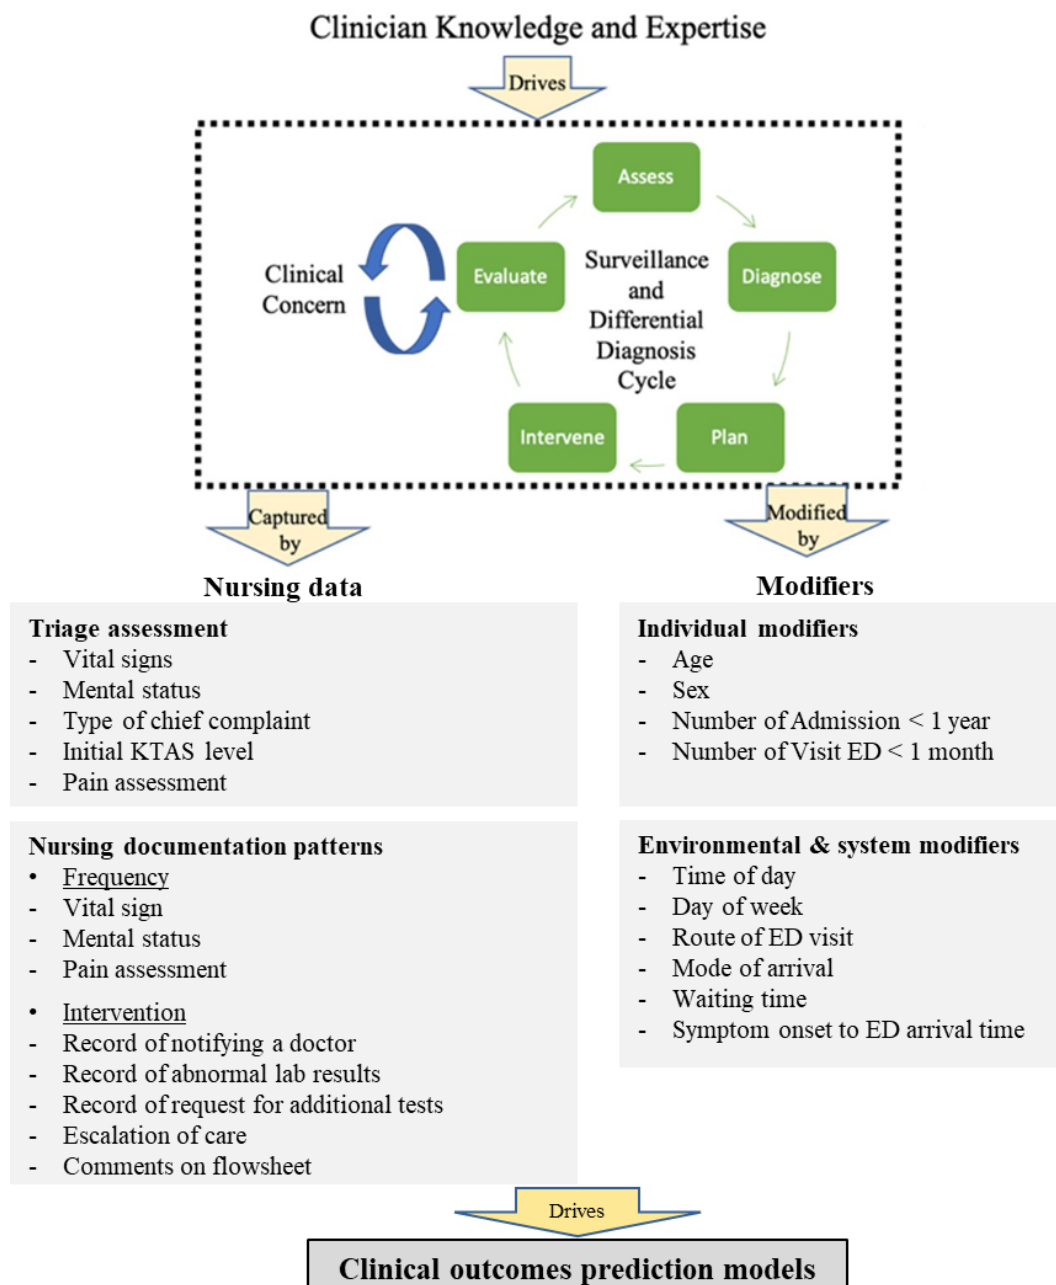 Clinician Knowledge and Expertise
Drives
Assess
Diagnose
Plan
Intervene
Evaluate
Surveillance
and
Differential
Diagnosis
Cycle
Clinical
Concern
Captured
by
Modified
by
Nursing data
Triage assessment
- Vital signs
- Mental status
- Type of chief complaint
- Initial KTAS level
- Pain assessment
Nursing documentation patterns
• Frequency
- Vital sign
- Mental status
- Pain assessment
• Intervention
- Record of notifying a doctor
- Record of abnormal lab results
- Record of request for additional tests
- Escalation of care
- Comments on flowsheet
Modifiers
Individual modifiers
- Age
- Sex
- Number of Admission < 1 year
- Number of Visit ED < 1 month
Environmental & system modifiers
- Time of day
- Day of week
- Route of ED visit
- Mode of arrival
- Waiting time
- Symptom onset to ED arrival time
Drives
Clinical outcomes prediction models